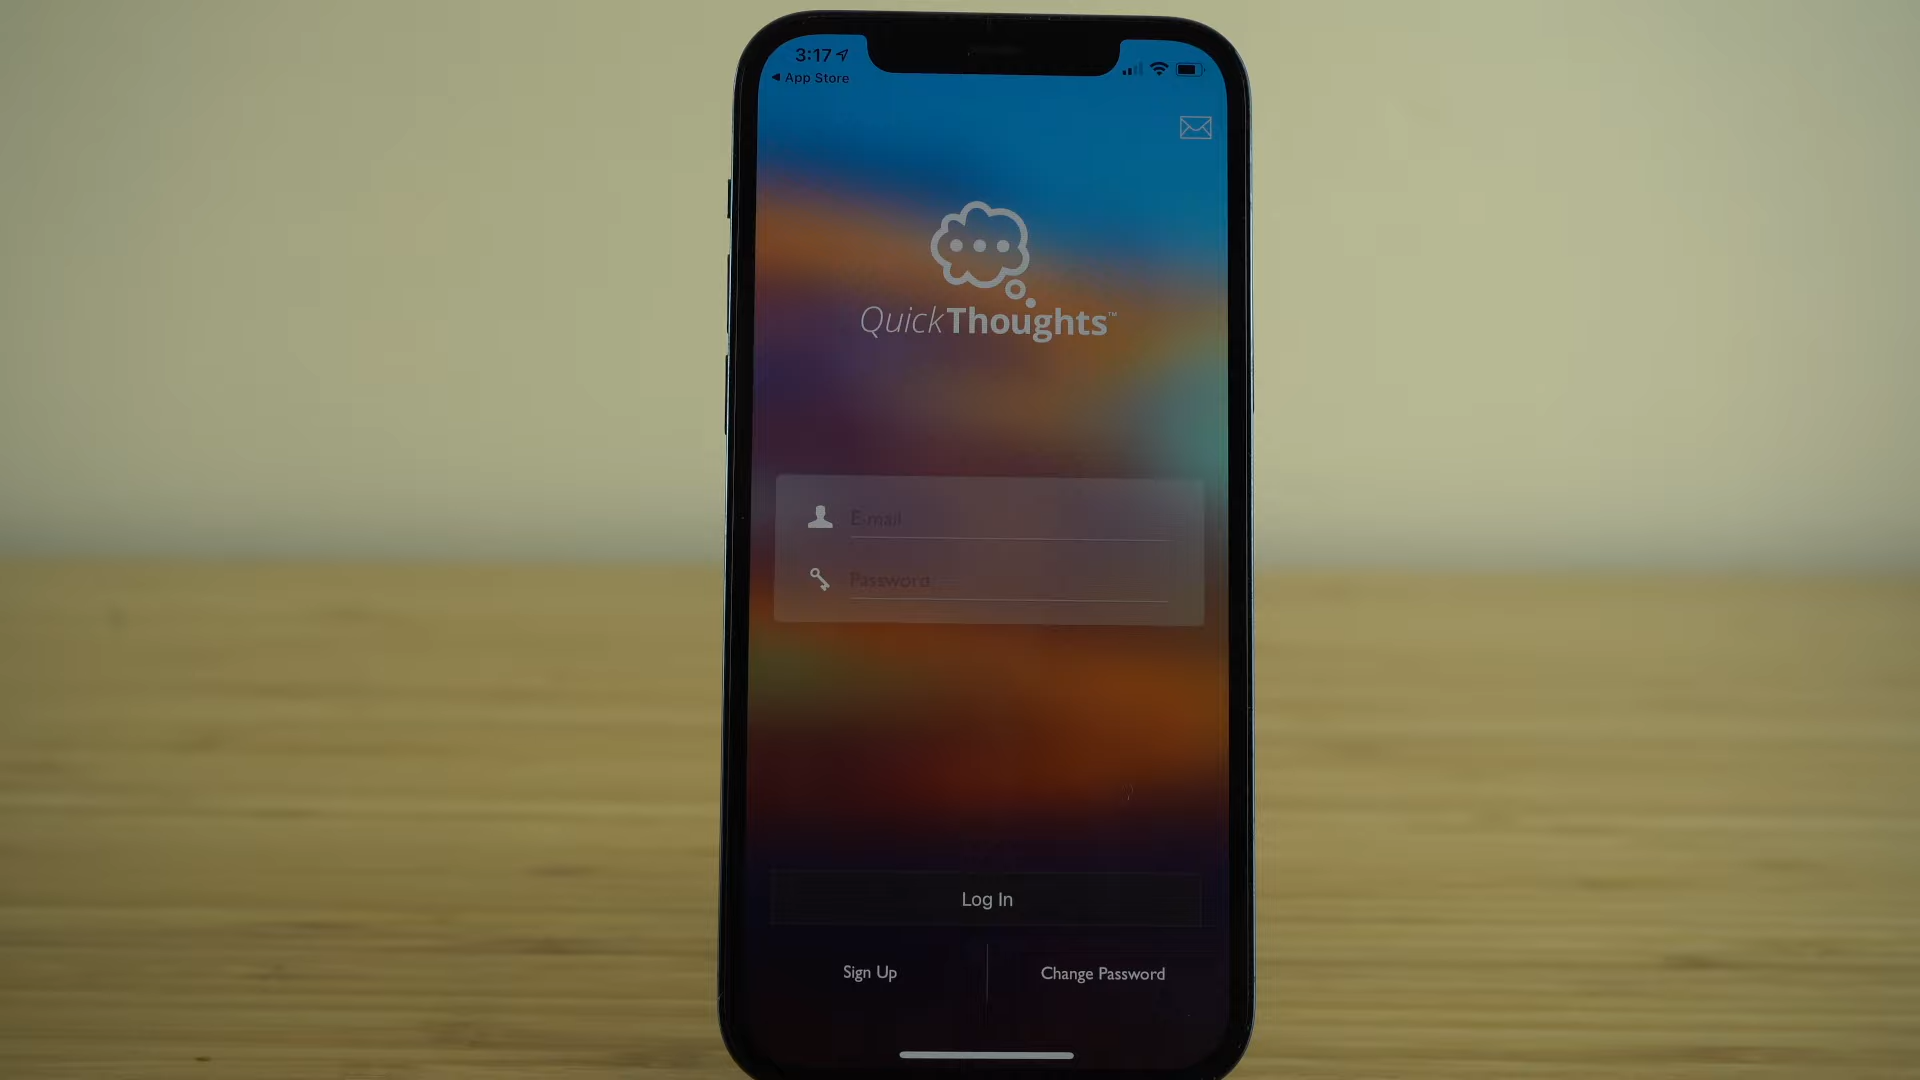 3:17
App Store
QuickThoughts™
E-mail
Password
Log In
Sign Up
Change Password